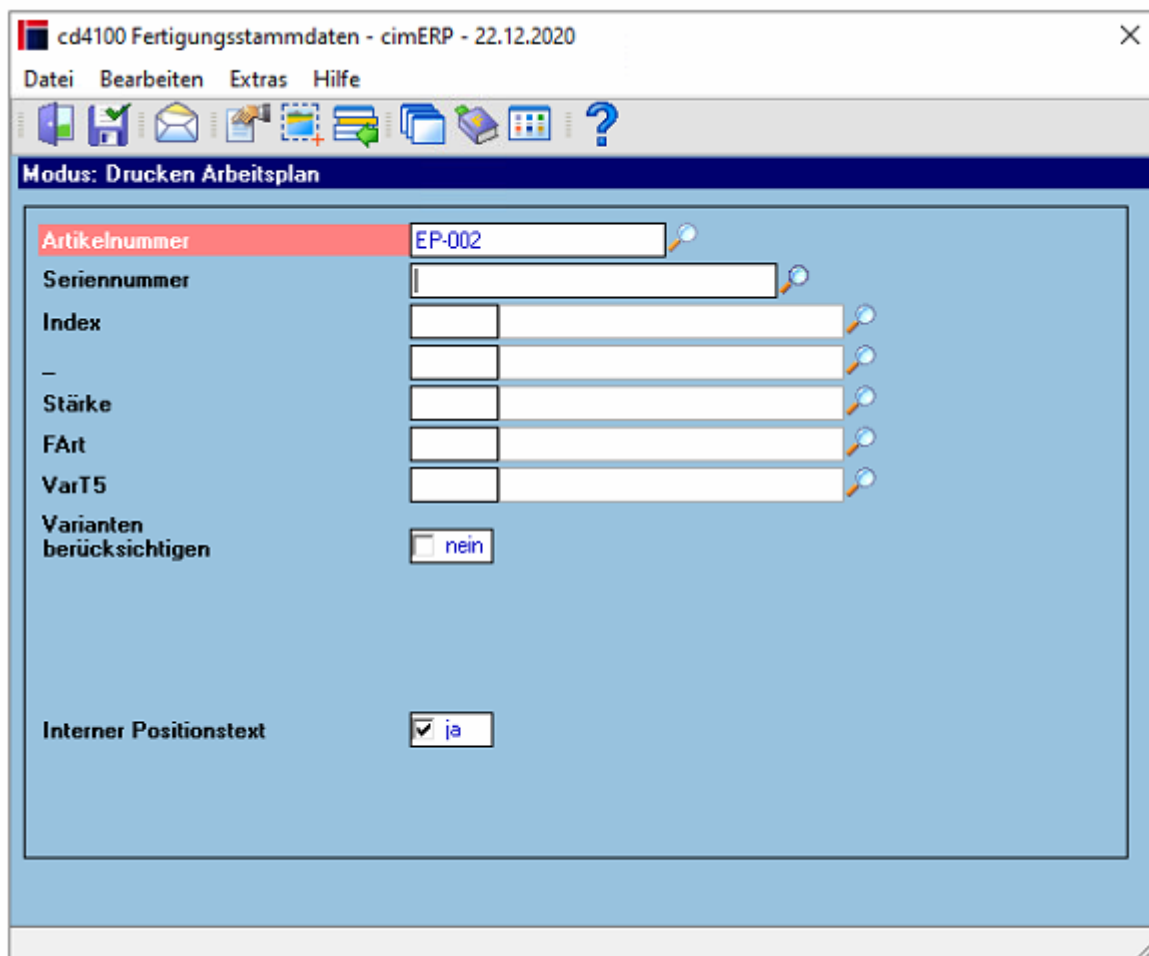 cd4100 Fertigungsstammdaten - cimERP - 22.12.2020
Datei Bearbeiten Extras Hilfe
Modus: Drucken Arbeitsplan
Artikelnummer EP-002
Seriennummer
Index
_
Stärke
FArt
VarT5
Varianten
berücksichtigen nein
Interner Positionstext ja